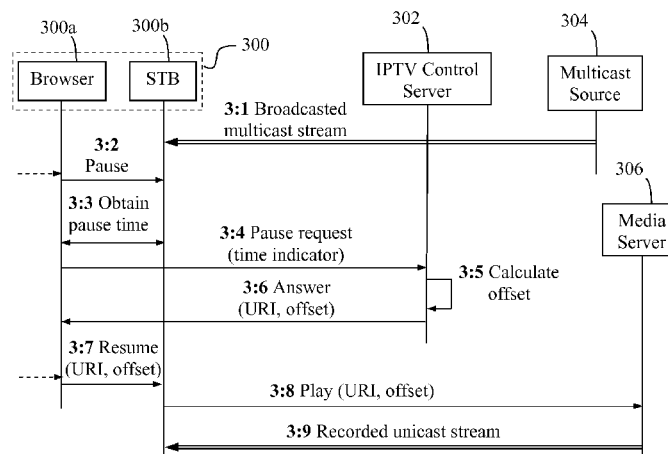 300a
300b
300
302
304
Browser
STB
IPTV Control
Server
Multicast
Source
3:1 Broadcasted
multicast stream
3:2
Pause
306
Media
Server
3:3 Obtain
pause time
3:4 Pause request
(time indicator)
3:5 Calculate
offset
3:6 Answer
(URI, offset)
3:7 Resume
(URI, offset)
3:8 Play (URI, offset)
3:9 Recorded unicast stream